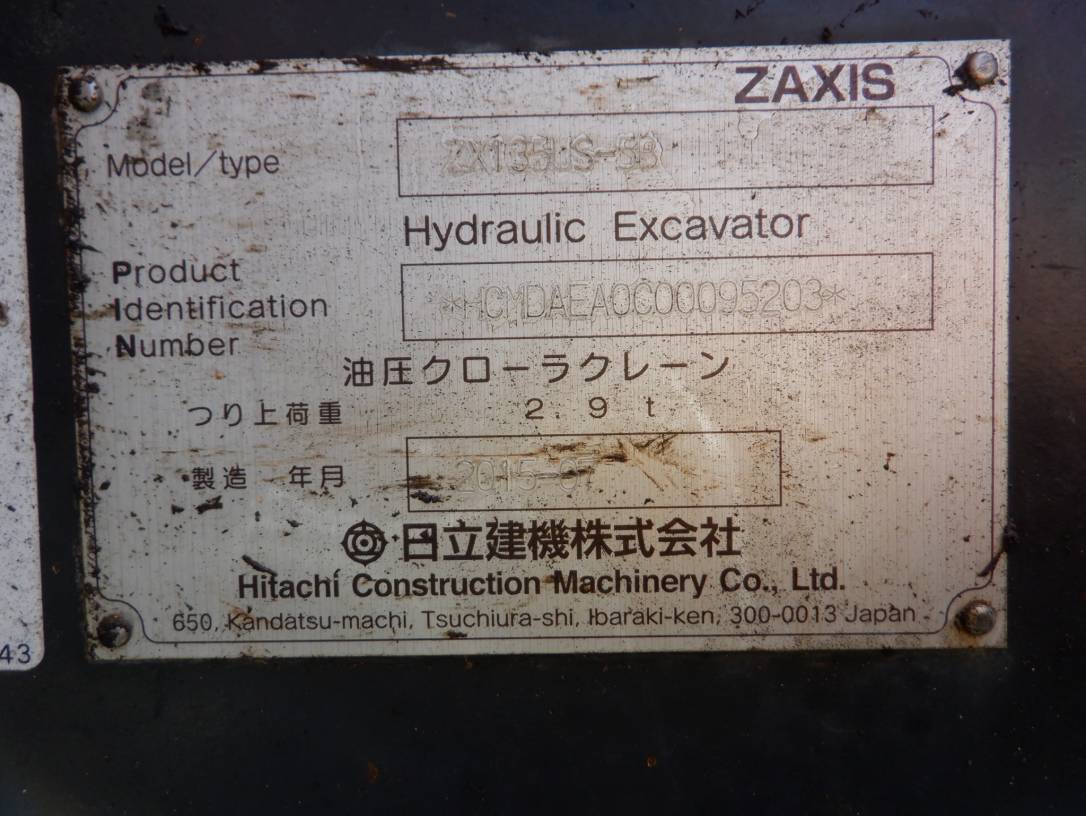 ZAXIS
Model/type ZX135US-5B
Hydraulic Excavator
Product
Identification *HCMDAEA0C00095203*
Number
油圧クローラクレーン
つり上荷重 2.9 t
製造 年月 2015-07
日立建機株式会社
Hitachi Construction Machinery Co., Ltd.
650, Kandatsu-machi, Tsuchiura-shi, Ibaraki-ken, 300-0013 Japan
43